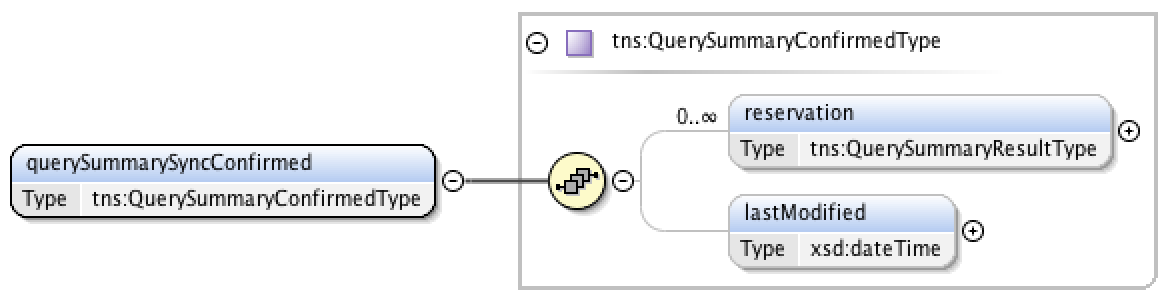 tns:QuerySummaryConfirmedType
0..∞
reservation
Type tns:QuerySummaryResultType
querySummarySyncConfirmed
Type tns:QuerySummaryConfirmedType
lastModified
Type xsd:dateTime